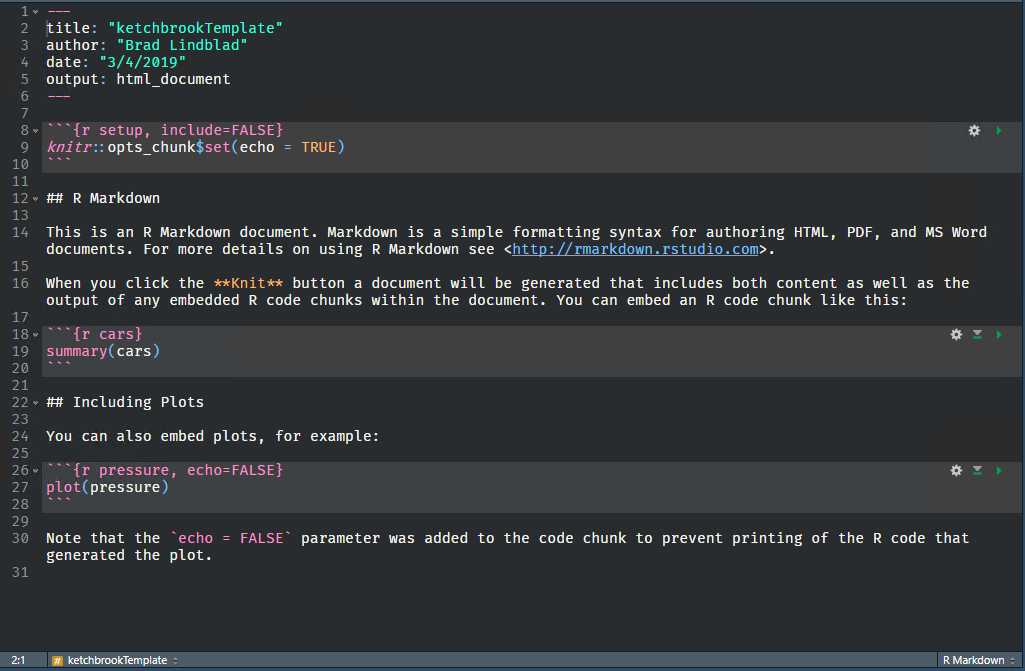 1 ---
2 title: "ketchbrookTemplate"
3 author: "Brad Lindblad"
4 date: "3/4/2019"
5 output: html_document
6 ---
7
8 ```{r setup, include=FALSE}
9 knitr::opts_chunk$set(echo = TRUE)
10 ```
11
12 ## R Markdown
13
14 This is an R Markdown document. Markdown is a simple formatting syntax for authoring HTML, PDF, and MS Word
documents. For more details on using R Markdown see <http://rmarkdown.rstudio.com>.
15
16 When you click the **Knit** button a document will be generated that includes both content as well as the
output of any embedded R code chunks within the document. You can embed an R code chunk like this:
17
18 ```{r cars}
19 summary(cars)
20 ```
21
22 ## Including Plots
23
24 You can also embed plots, for example:
25
26 ```{r pressure, echo=FALSE}
27 plot(pressure)
28 ```
29
30 Note that the `echo = FALSE` parameter was added to the code chunk to prevent printing of the R code that
generated the plot.
31
2:1 # ketchbrookTemplate R Markdown